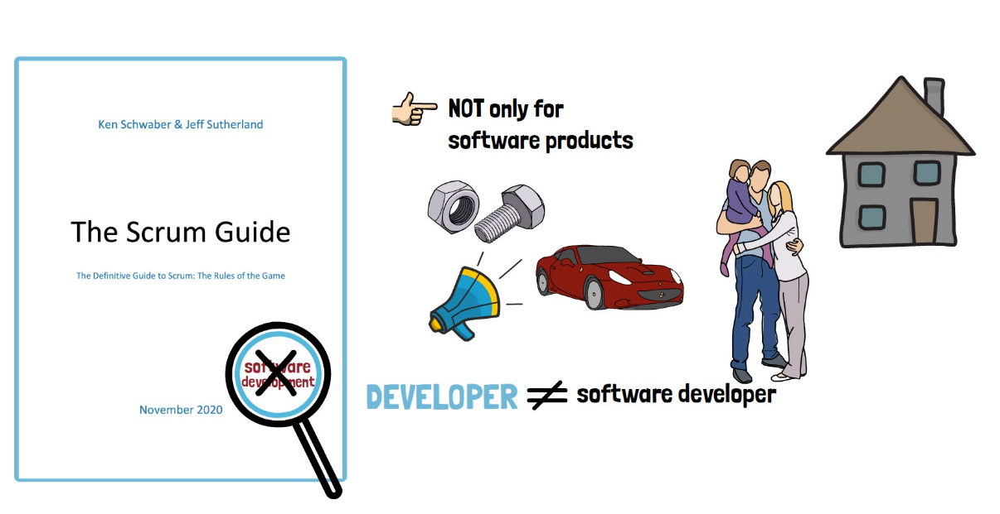 Ken Schwaber & Jeff Sutherland
The Scrum Guide
The Definitive Guide to Scrum: The Rules of the Game
software
development
November 2020
NOT only for
software products
DEVELOPER ≠ software developer